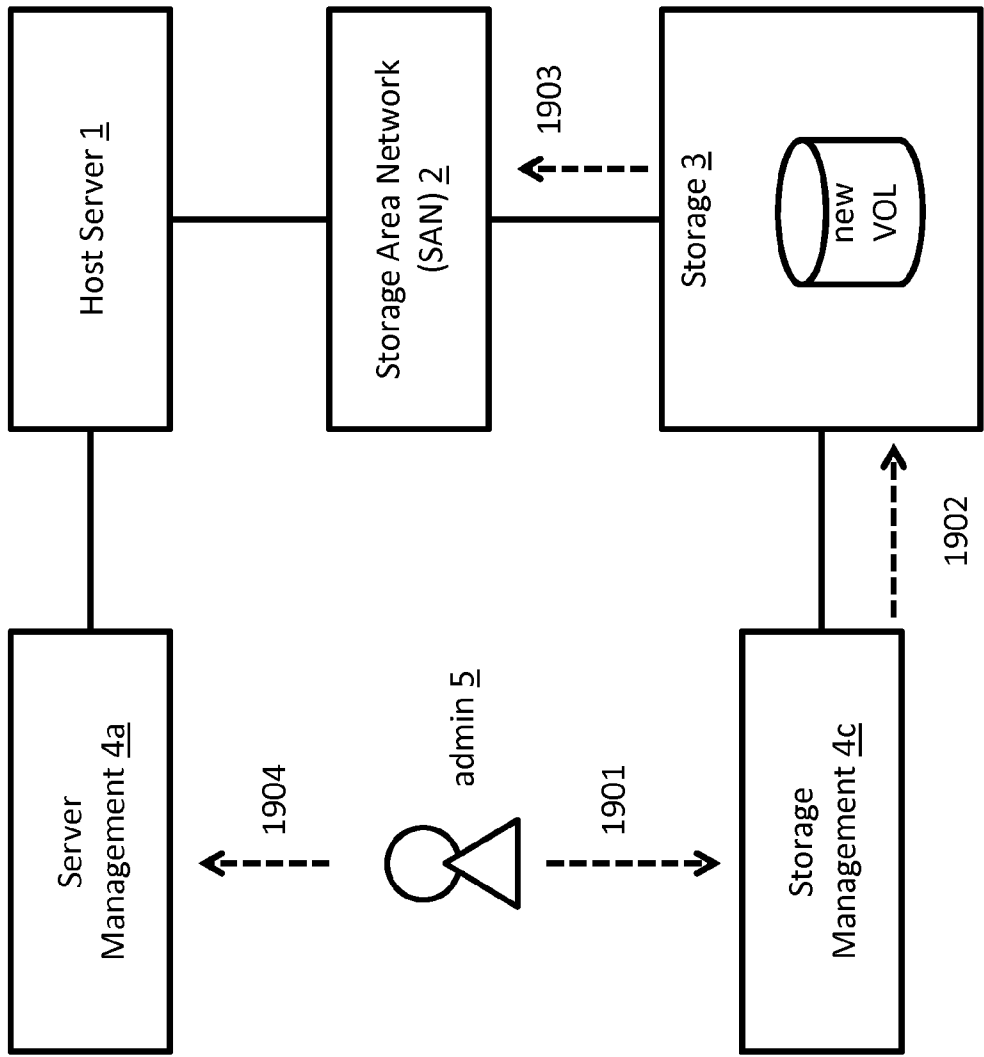 Server
Management 4a
Host Server 1
1904
admin 5
1901
Storage Area Network
(SAN) 2
1903
Storage
Management 4c
1902
Storage 3
new
VOL